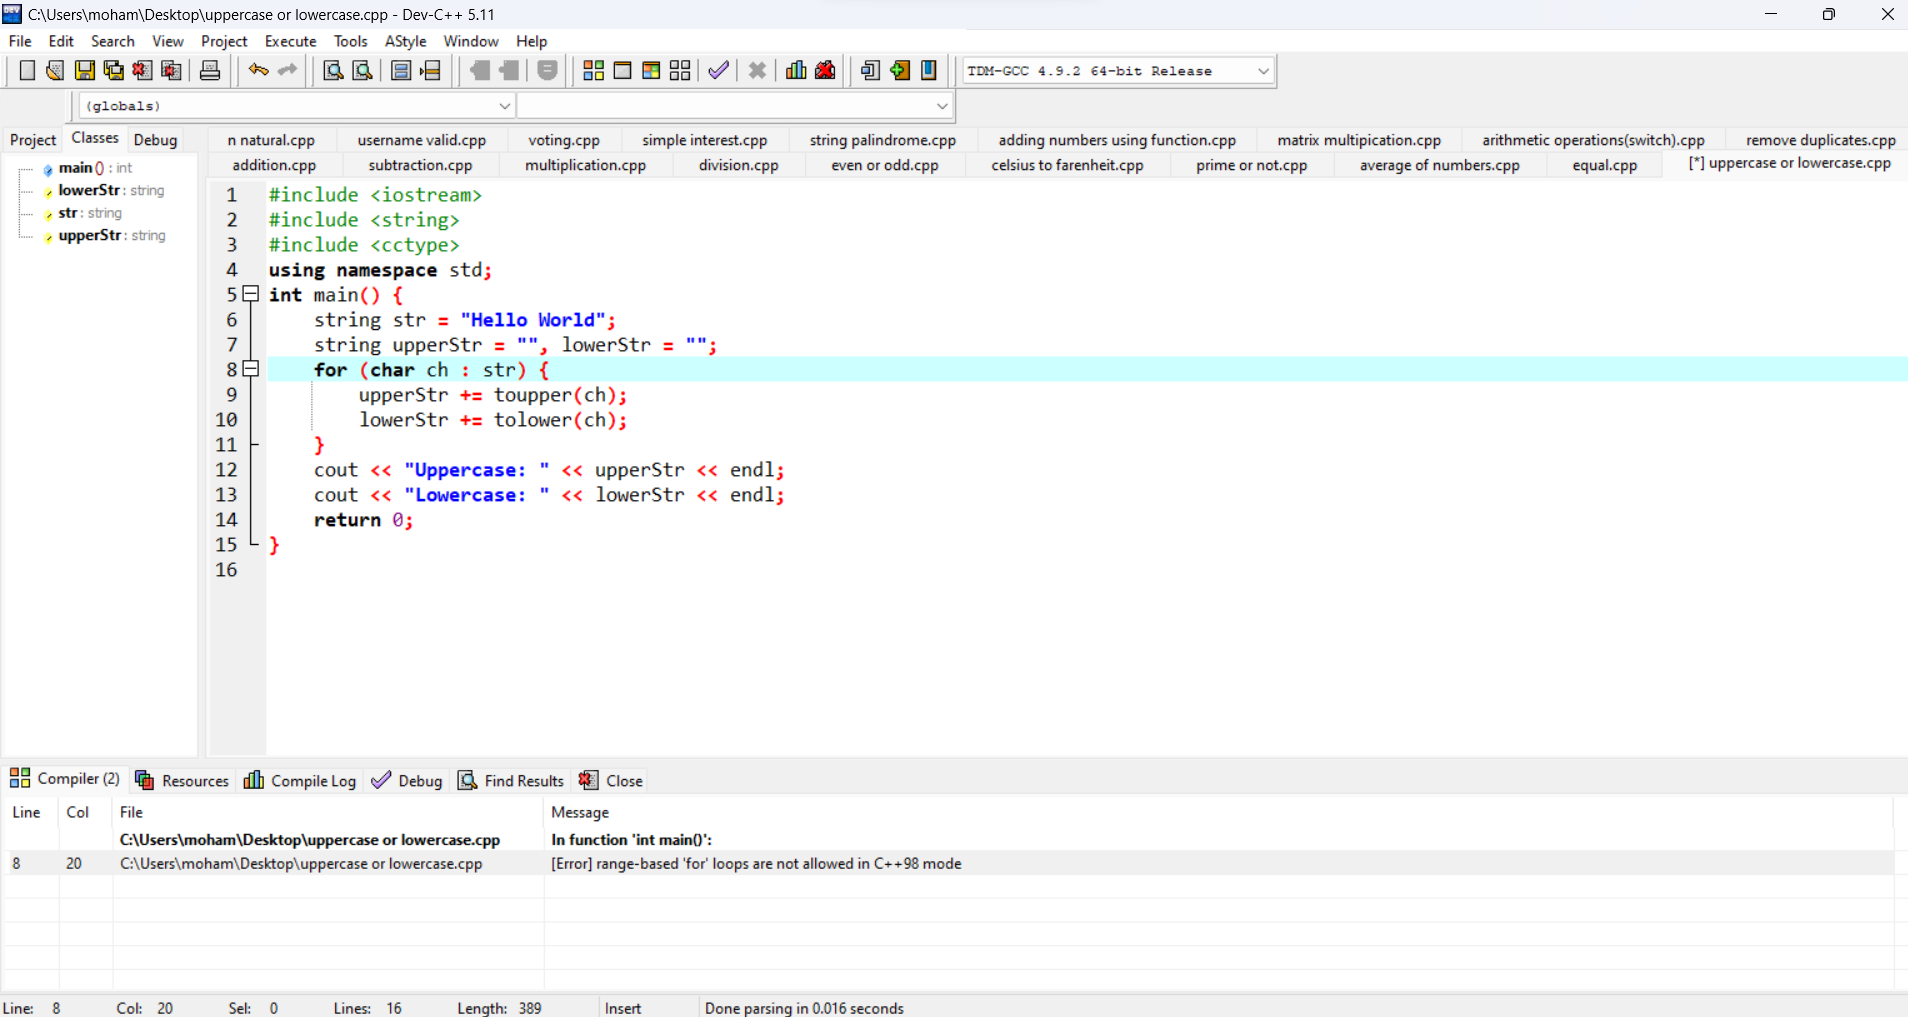 C:\Users\moham\Desktop\uppercase or lowercase.cpp - Dev-C++ 5.11
File Edit Search View Project Execute Tools AStyle Window Help
TDM-GCC 4.9.2 64-bit Release
(globals)
Project Classes Debug
n natural.cpp username valid.cpp voting.cpp simple interest.cpp string palindrome.cpp adding numbers using function.cpp matrix multipication.cpp arithmetic operations(switch).cpp remove duplicates.cpp
addition.cpp subtraction.cpp multiplication.cpp division.cpp even or odd.cpp celsius to farenheit.cpp prime or not.cpp average of numbers.cpp equal.cpp [*] uppercase or lowercase.cpp
main () : int
lowerStr : string
str : string
upperStr : string
1 #include <iostream>
2 #include <string>
3 #include <cctype>
4 using namespace std;
5 int main() {
6     string str = "Hello World";
7     string upperStr = "", lowerStr = "";
8     for (char ch : str) {
9         upperStr += toupper(ch);
10         lowerStr += tolower(ch);
11     }
12     cout << "Uppercase: " << upperStr << endl;
13     cout << "Lowercase: " << lowerStr << endl;
14     return 0;
15 }
16
Compiler (2) Resources Compile Log Debug Find Results Close
Line Col File Message
C:\Users\moham\Desktop\uppercase or lowercase.cpp In function 'int main()':
8 20 C:\Users\moham\Desktop\uppercase or lowercase.cpp [Error] range-based 'for' loops are not allowed in C++98 mode
Line: 8 Col: 20 Sel: 0 Lines: 16 Length: 389 Insert Done parsing in 0.016 seconds